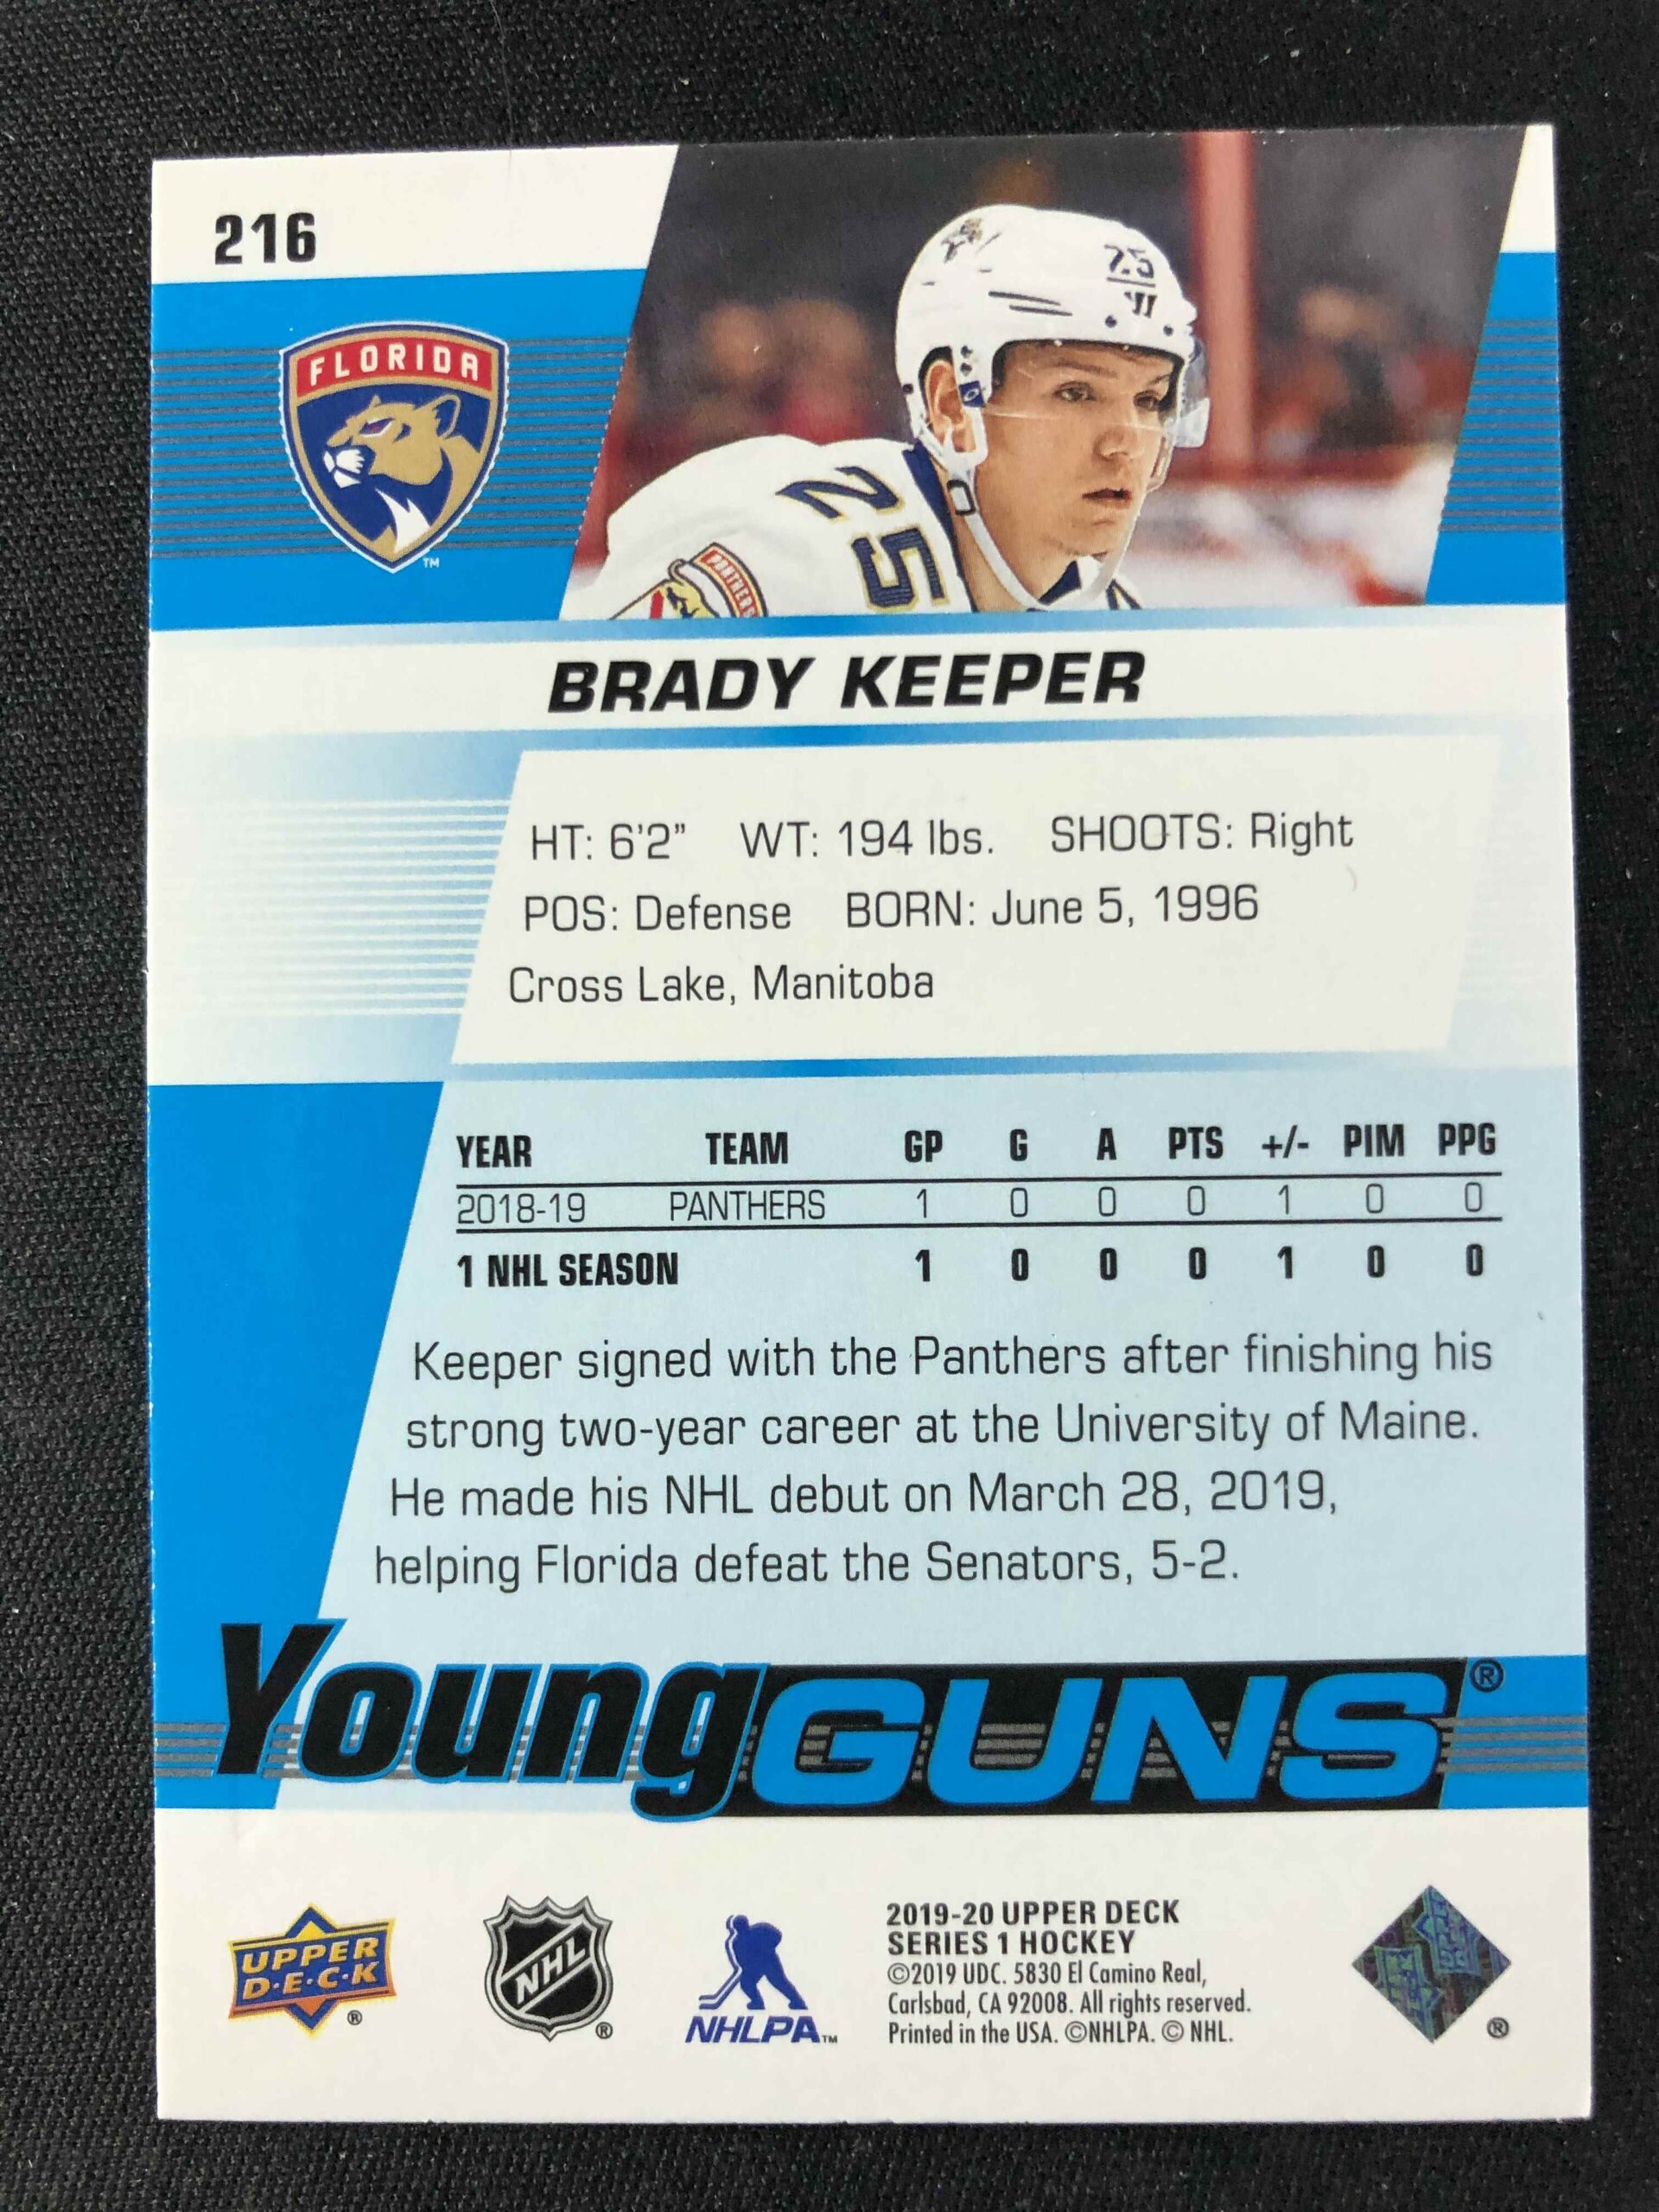 216
FLORIDA
TM
25
25
PANTHERS
BRADY KEEPER
HT: 6'2" WT: 194 lbs. SHOOTS: Right
POS: Defense BORN: June 5, 1996
Cross Lake, Manitoba
YEAR TEAM GP G A PTS +/- PIM PPG
2018-19 PANTHERS 1 0 0 0 1 0 0
1 NHL SEASON 1 0 0 0 1 0 0
Keeper signed with the Panthers after finishing his
strong two-year career at the University of Maine.
He made his NHL debut on March 28, 2019,
helping Florida defeat the Senators, 5-2.
Young GUNS®
UPPER
D·E·C·K
®
NHL
®
NHLPA™
2019-20 UPPER DECK
SERIES 1 HOCKEY
©2019 UDC. 5830 El Camino Real,
Carlsbad, CA 92008. All rights reserved.
Printed in the USA. ©NHLPA. © NHL.
®